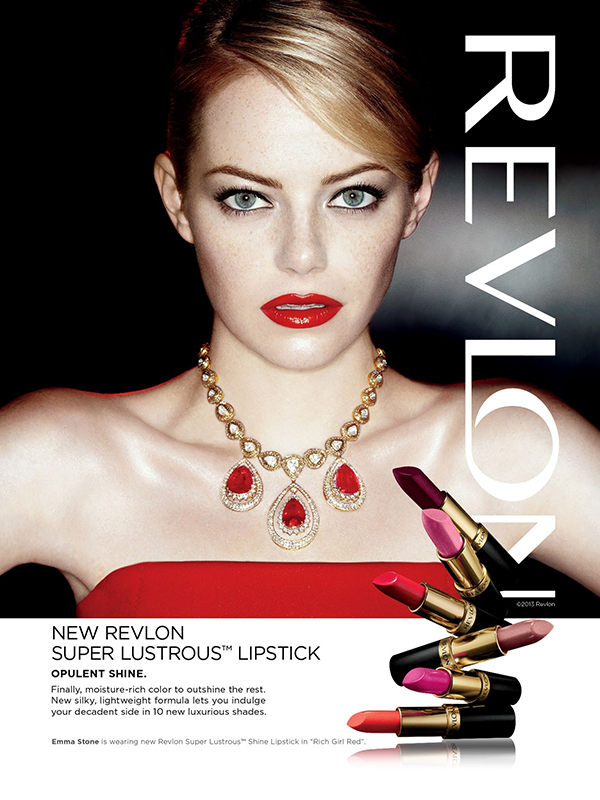 REVLON
©2013 Revlon
NEW REVLON
SUPER LUSTROUS™ LIPSTICK
OPULENT SHINE.
Finally, moisture-rich color to outshine the rest.
New silky, lightweight formula lets you indulge
your decadent side in 10 new luxurious shades.
Emma Stone is wearing new Revlon Super Lustrous™ Shine Lipstick in "Rich Girl Red".